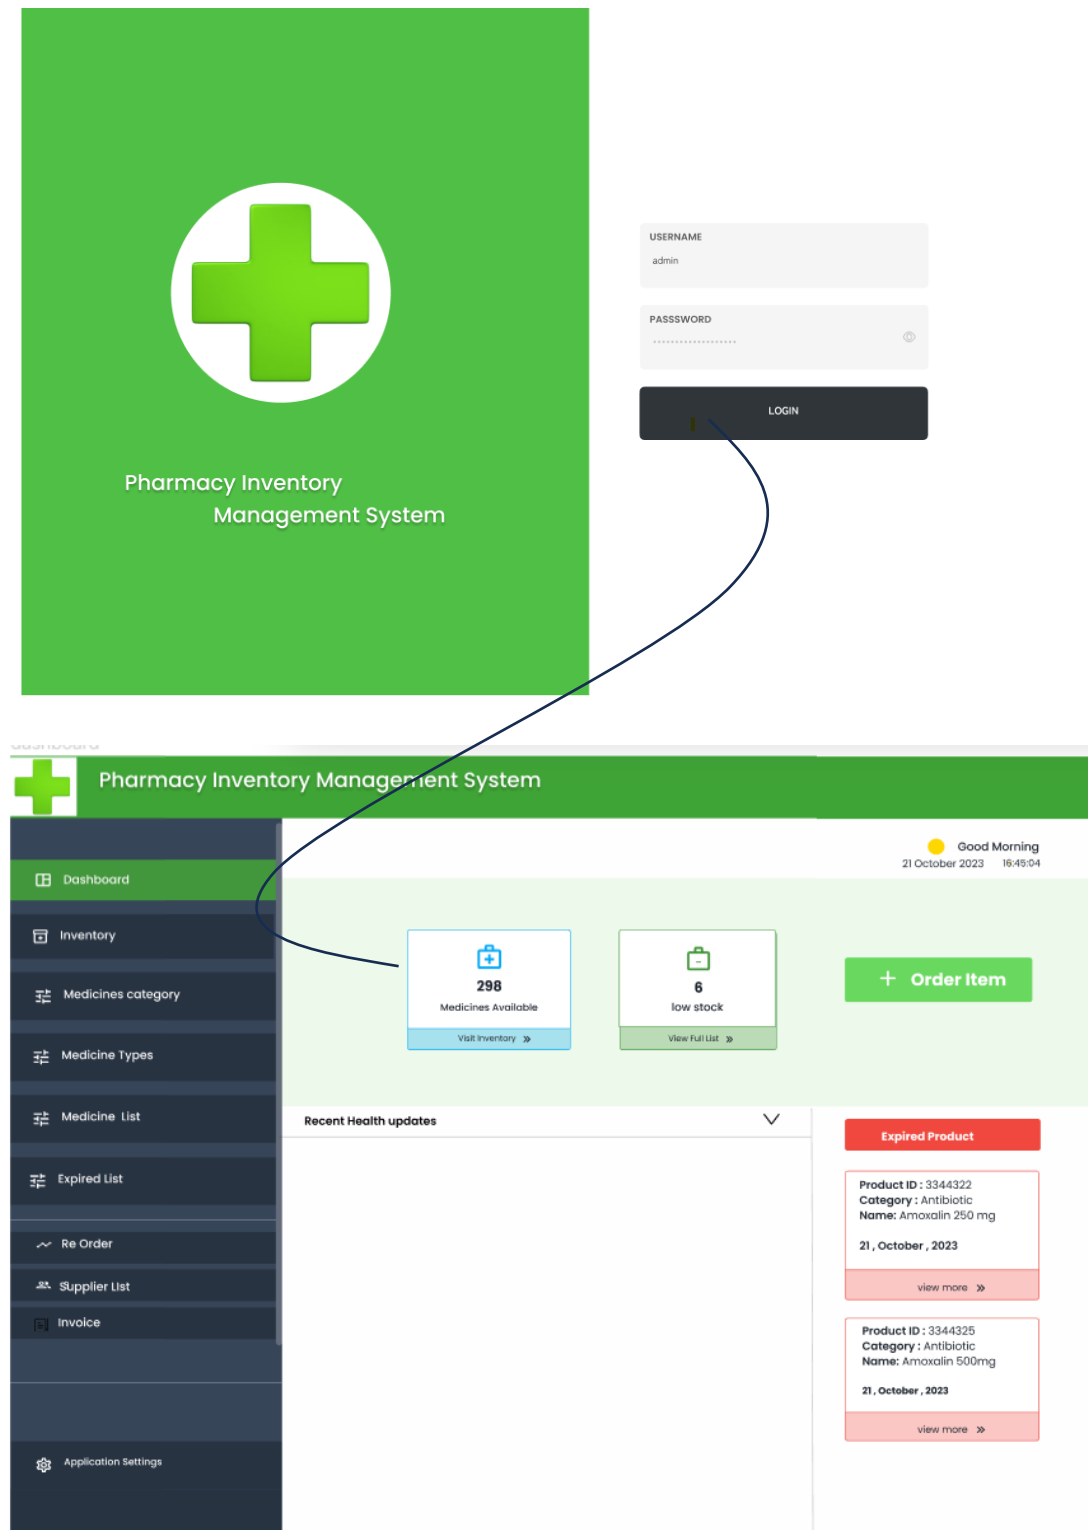 Pharmacy Inventory
Management System
USERNAME
admin
PASSSWORD
LOGIN
dashboard
Pharmacy Inventory Management System
Good Morning
21 October 2023 16:45:04
Dashboard
Inventory
Medicines category
Medicine Types
Medicine List
Expired List
Re Order
Supplier LIst
Invoice
Application Settings
298
Medicines Available
Visit Inventory »
6
low stock
View Full List »
+ Order Item
Recent Health updates
Expired Product
Product ID : 3344322
Category : Antibiotic
Name: Amoxalin 250 mg
21 , October , 2023
view more »
Product ID : 3344325
Category : Antibiotic
Name: Amoxalin 500mg
21 , October , 2023
view more »